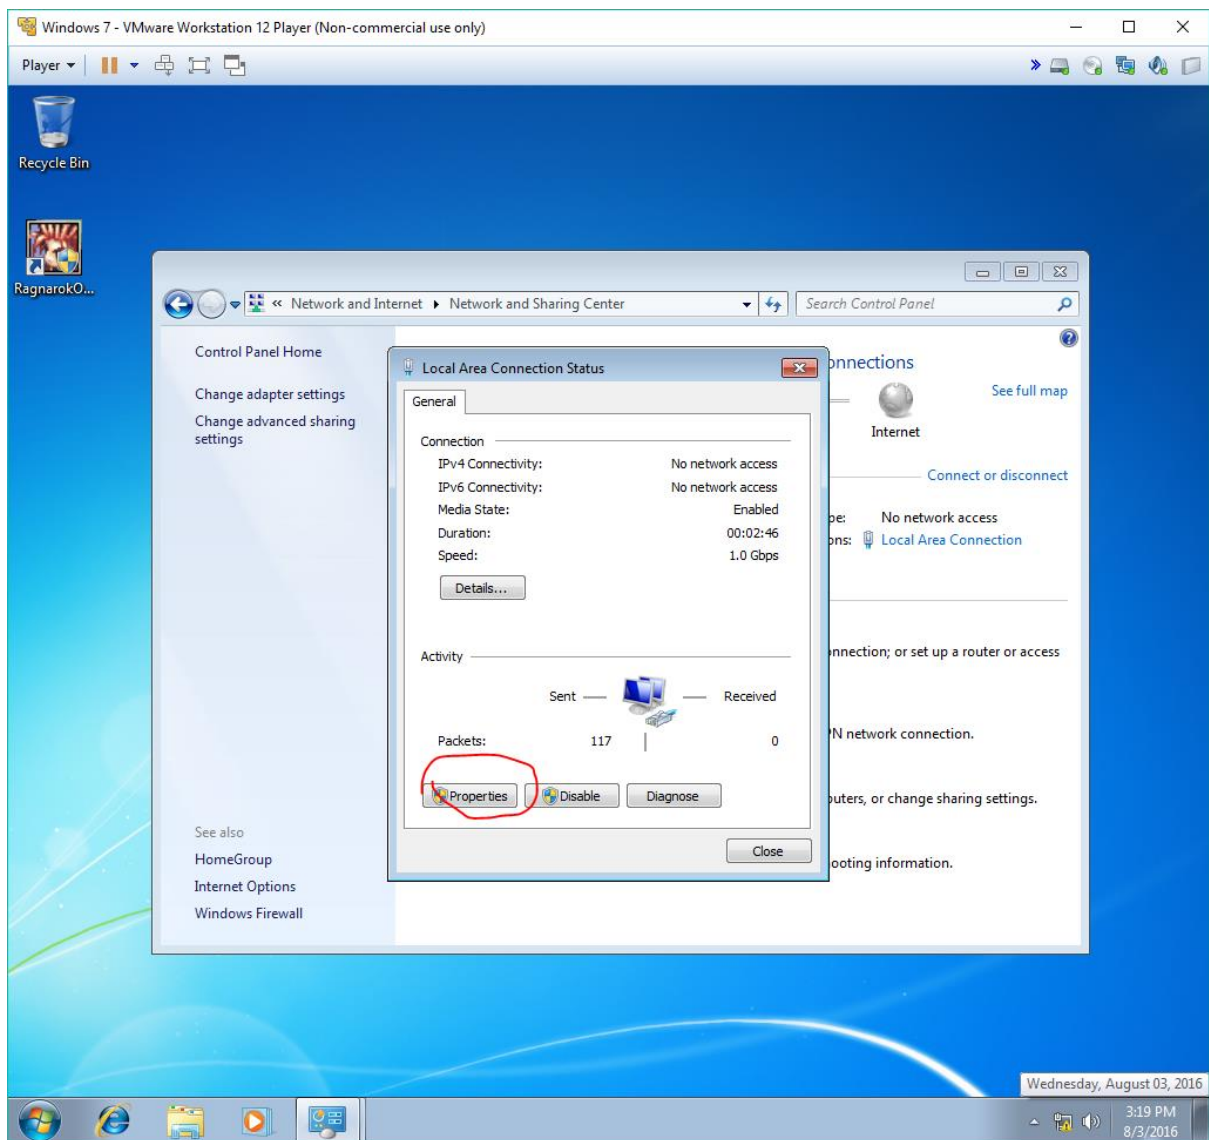 Windows 7 - VMware Workstation 12 Player (Non-commercial use only)
Player
Recycle Bin
RagnarokO...
« Network and Internet Network and Sharing Center
Search Control Panel
Control Panel Home
Change adapter settings
Change advanced sharing
settings
See also
HomeGroup
Internet Options
Windows Firewall
Local Area Connection Status
General
Connection
IPv4 Connectivity: No network access
IPv6 Connectivity: No network access
Media State: Enabled
Duration: 00:02:46
Speed: 1.0 Gbps
Details...
Activity
Sent Received
Packets: 117 0
Properties Disable Diagnose
Close
onnections
See full map
Internet
Connect or disconnect
pe: No network access
ons: Local Area Connection
onnection; or set up a router or access
PN network connection.
outers, or change sharing settings.
ooting information.
Wednesday, August 03, 2016
3:19 PM
8/3/2016